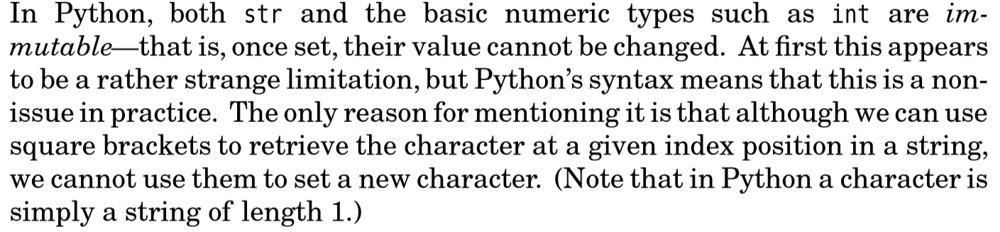 In Python, both str and the basic numeric types such as int are im-
mutable—that is, once set, their value cannot be changed. At first this appears
to be a rather strange limitation, but Python’s syntax means that this is a non-
issue in practice. The only reason for mentioning it is that although we can use
square brackets to retrieve the character at a given index position in a string,
we cannot use them to set a new character. (Note that in Python a character is
simply a string of length 1.)